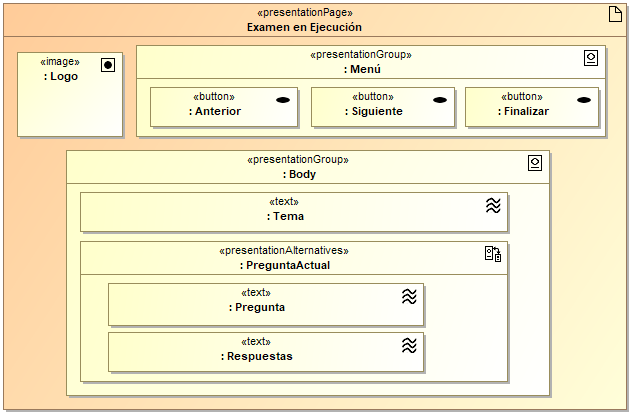 «presentationPage»
Examen en Ejecución
«image»
: Logo
«presentationGroup»
: Menú
«button»
: Anterior
«button»
: Siguiente
«button»
: Finalizar
«presentationGroup»
: Body
«text»
: Tema
«presentationAlternatives»
: PreguntaActual
«text»
: Pregunta
«text»
: Respuestas